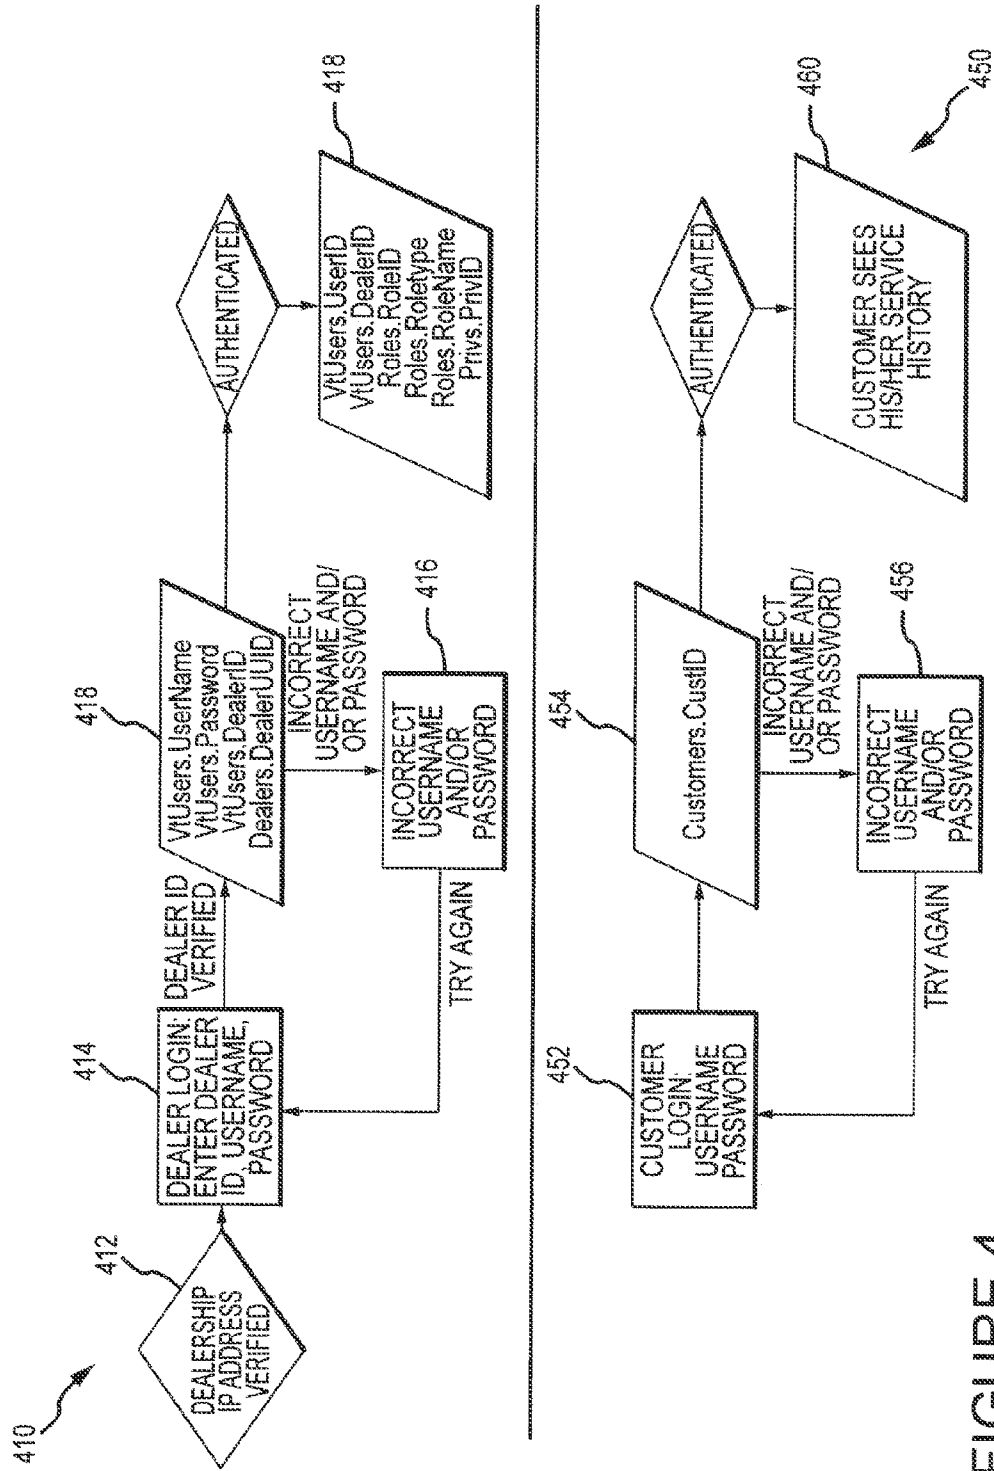 410
412
DEALERSHIP
IP ADDRESS
VERIFIED
414
DEALER LOGIN:
ENTER DEALER
ID, USERNAME,
PASSWORD
DEALER ID
VERIFIED
418
VtUsers.UserName
VtUsers.Password
VtUsers.DealerID
Dealers.DealerUUID
INCORRECT
USERNAME AND/
OR PASSWORD
416
INCORRECT
USERNAME
AND/OR
PASSWORD
TRY AGAIN
AUTHENTICATED
418
VtUsers.UserID
VtUsers.DealerID
Roles.RoleID
Roles.Roletype
Roles.RoleName
Privs.PrivID
452
CUSTOMER
LOGIN:
USERNAME
PASSWORD
454
Customers.CustID
INCORRECT
USERNAME AND/
OR PASSWORD
456
INCORRECT
USERNAME
AND/OR
PASSWORD
TRY AGAIN
AUTHENTICATED
460
CUSTOMER SEES
HIS/HER SERVICE
HISTORY
450
FIGURE 4